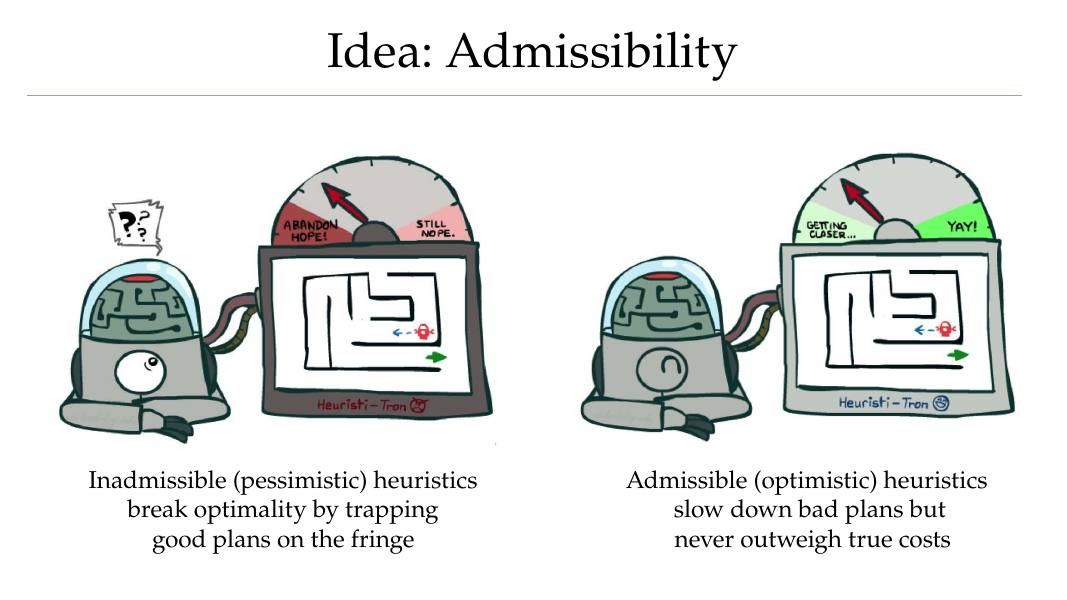 Idea: Admissibility
??
?
ABANDON
HOPE!
STILL
NOPE.
Heuristi-Tron
GETTING
CLOSER...
YAY!
Heuristi-Tron
Inadmissible (pessimistic) heuristics
break optimality by trapping
good plans on the fringe
Admissible (optimistic) heuristics
slow down bad plans but
never outweigh true costs